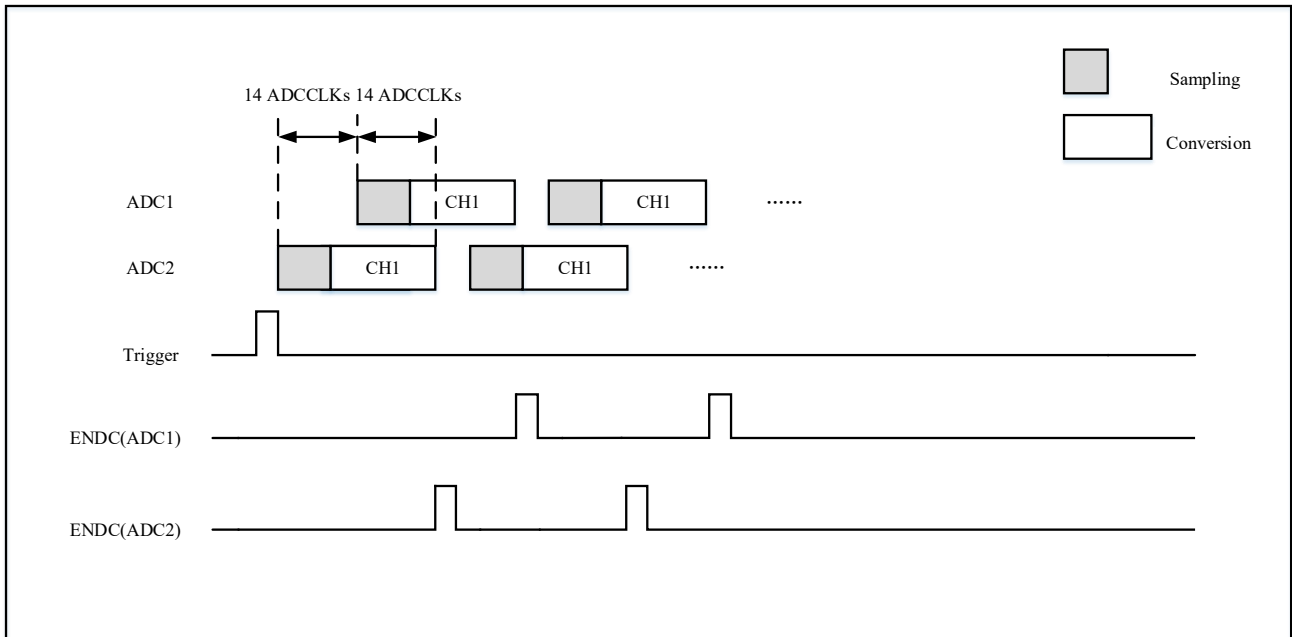 Sampling
14 ADCCLKs 14 ADCCLKs
Conversion
ADC1 CH1 CH1 ......
ADC2 CH1 CH1 ......
Trigger
ENDC(ADC1)
ENDC(ADC2)